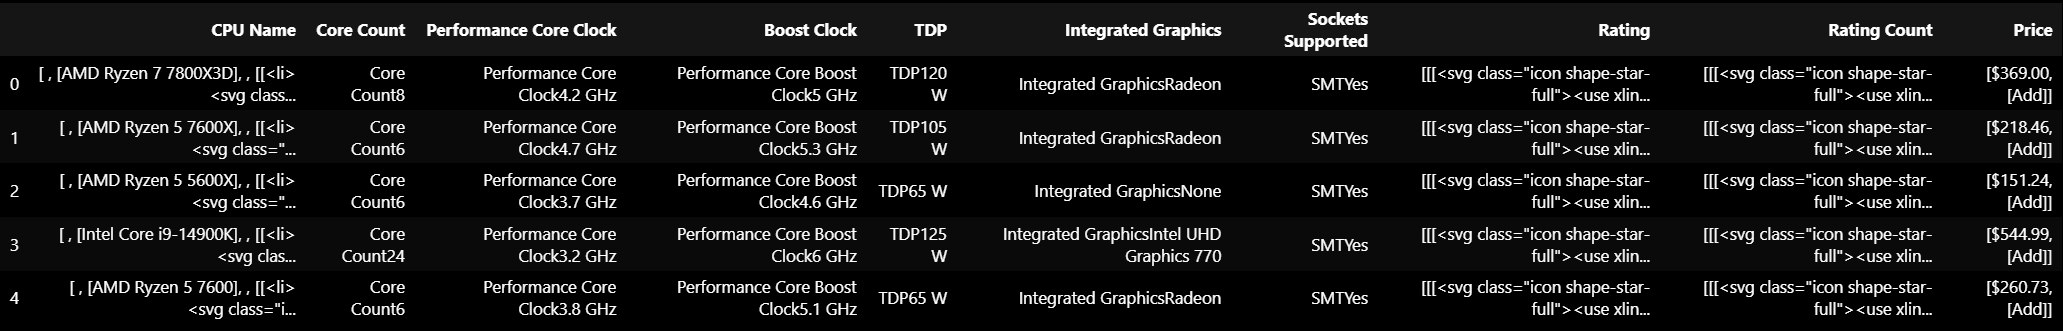 CPU Name Core Count Performance Core Clock Boost Clock TDP Integrated Graphics Sockets Supported Rating Rating Count Price
0 [ , [AMD Ryzen 7 7800X3D], , [[<li> <svg class... Core Count8 Performance Core Clock4.2 GHz Performance Core Boost Clock5 GHz TDP120 W Integrated GraphicsRadeon SMTYes [[[<svg class="icon shape-star-full"><use xlin... [[[<svg class="icon shape-star-full"><use xlin... [$369.00, [Add]]
1 [ , [AMD Ryzen 5 7600X], , [[<li> <svg class="... Core Count6 Performance Core Clock4.7 GHz Performance Core Boost Clock5.3 GHz TDP105 W Integrated GraphicsRadeon SMTYes [[[<svg class="icon shape-star-full"><use xlin... [[[<svg class="icon shape-star-full"><use xlin... [$218.46, [Add]]
2 [ , [AMD Ryzen 5 5600X], , [[<li> <svg class="... Core Count6 Performance Core Clock3.7 GHz Performance Core Boost Clock4.6 GHz TDP65 W Integrated GraphicsNone SMTYes [[[<svg class="icon shape-star-full"><use xlin... [[[<svg class="icon shape-star-full"><use xlin... [$151.24, [Add]]
3 [ , [Intel Core i9-14900K], , [[<li> <svg clas... Core Count24 Performance Core Clock3.2 GHz Performance Core Boost Clock6 GHz TDP125 W Integrated GraphicsIntel UHD Graphics 770 SMTYes [[[<svg class="icon shape-star-full"><use xlin... [[[<svg class="icon shape-star-full"><use xlin... [$544.99, [Add]]
4 [ , [AMD Ryzen 5 7600], , [[<li> <svg class="i... Core Count6 Performance Core Clock3.8 GHz Performance Core Boost Clock5.1 GHz TDP65 W Integrated GraphicsRadeon SMTYes [[[<svg class="icon shape-star-full"><use xlin... [[[<svg class="icon shape-star-full"><use xlin... [$260.73, [Add]]